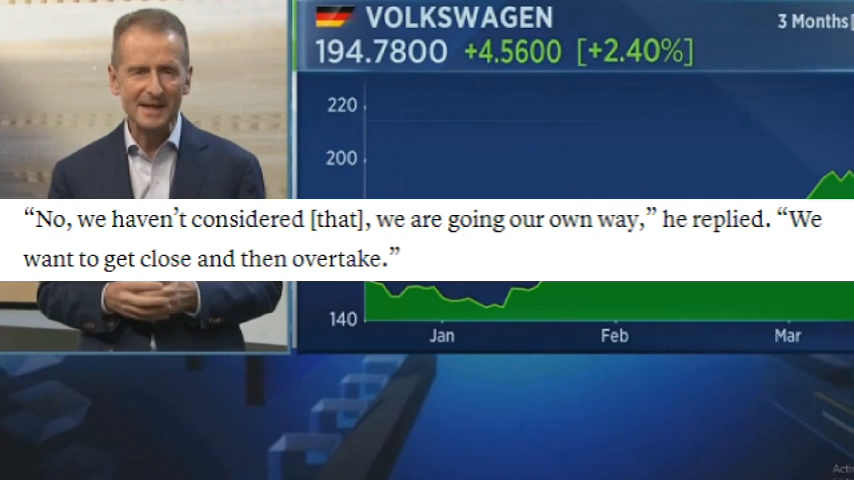 VOLKSWAGEN
3 Months
194.7800 +4.5600 [+2.40%]
220
200
“No, we haven’t considered [that], we are going our own way,” he replied. “We
want to get close and then overtake.”
140
Jan Feb Mar